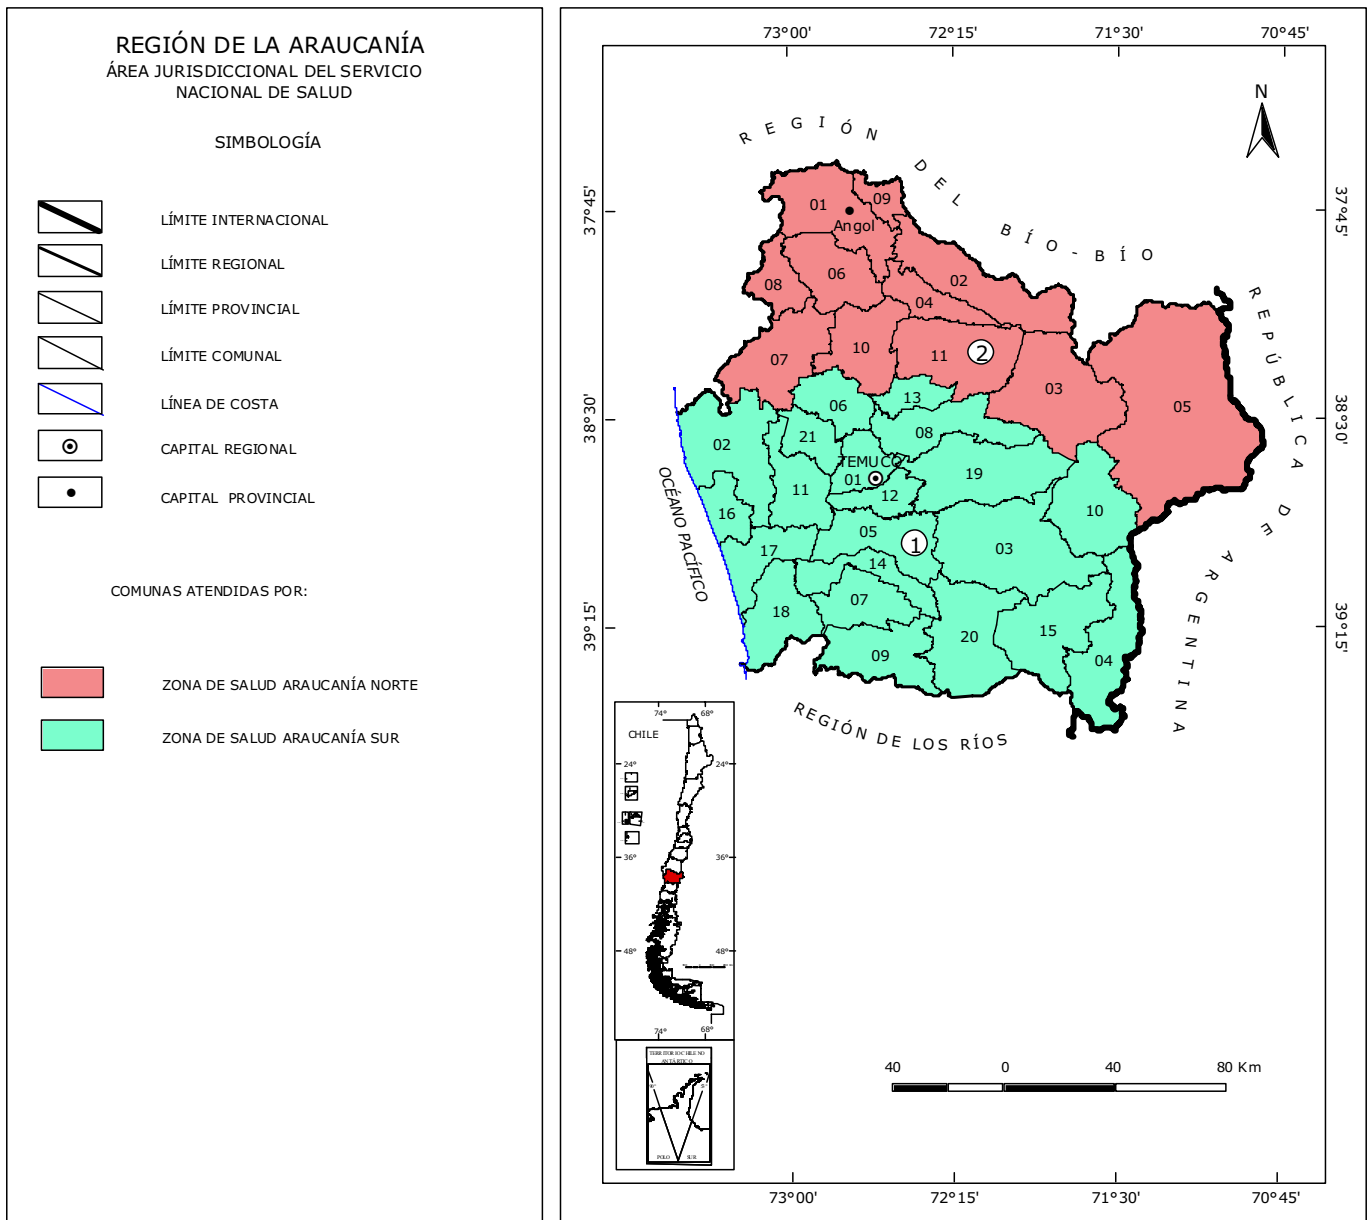 REGIÓN DE LA ARAUCANÍA
ÁREA JURISDICCIONAL DEL SERVICIO
NACIONAL DE SALUD
SIMBOLOGÍA
LÍMITE INTERNACIONAL
LÍMITE REGIONAL
LÍMITE PROVINCIAL
LÍMITE COMUNAL
LÍNEA DE COSTA
CAPITAL REGIONAL
CAPITAL PROVINCIAL
COMUNAS ATENDIDAS POR:
ZONA DE SALUD ARAUCANÍA NORTE
ZONA DE SALUD ARAUCANÍA SUR
73°00' 72°15' 71°30' 70°45'
N
REGIÓN DEL BÍO-BÍO
37°45' 37°45'
38°30' 38°30'
39°15' 39°15'
REPÚBLICA DE ARGENTINA
OCÉANO PACÍFICO
REGIÓN DE LOS RÍOS
01
09
Angol
08
06
02
04
07
10
11
2
03
05
06
13
02
21
08
TEMUCO
01
19
11
12
16
10
05
1
17
03
14
07
18
15
20
09
04
74° 68°
CHILE
24° 24°
36° 36°
48° 48°
74° 68°
TERRITORIO CHILENO
ANTÁRTICO
POLO SUR
40 0 40 80 Km
73°00' 72°15' 71°30' 70°45'